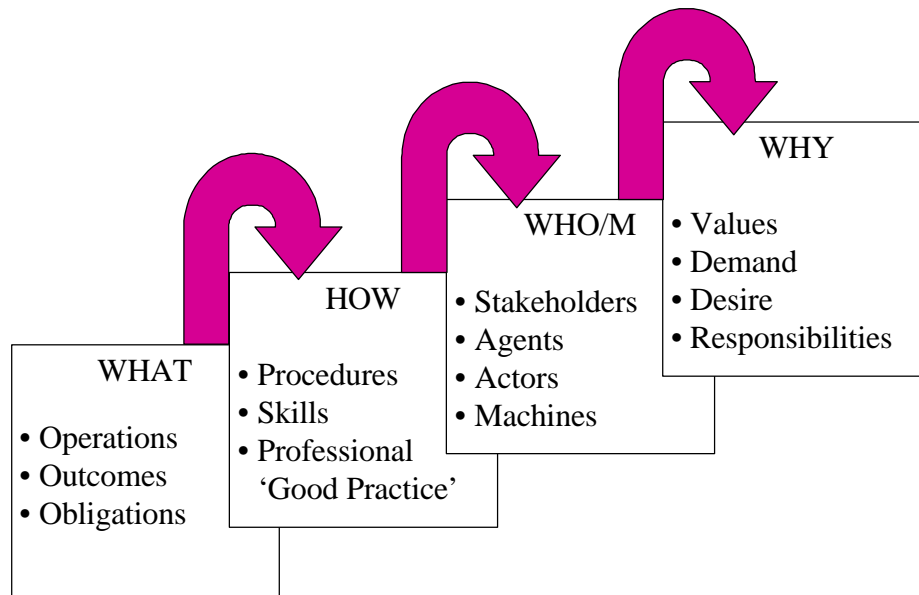 WHAT
• Operations
• Outcomes
• Obligations
HOW
• Procedures
• Skills
• Professional
‘Good Practice’
WHO/M
• Stakeholders
• Agents
• Actors
• Machines
WHY
• Values
• Demand
• Desire
• Responsibilities